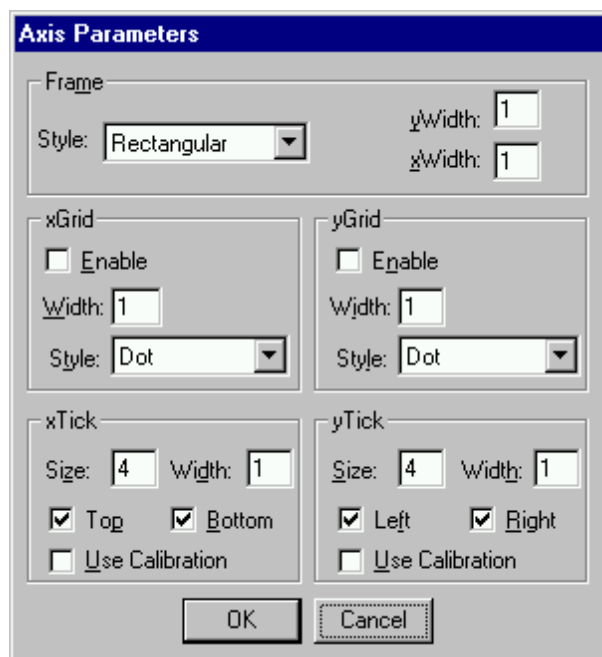 Axis Parameters
Frame
Style: Rectangular
yWidth: 1
xWidth: 1
xGrid
Enable
Width: 1
Style: Dot
yGrid
Enable
Width: 1
Style: Dot
xTick
Size: 4 Width: 1
Top Bottom
Use Calibration
yTick
Size: 4 Width: 1
Left Right
Use Calibration
OK Cancel